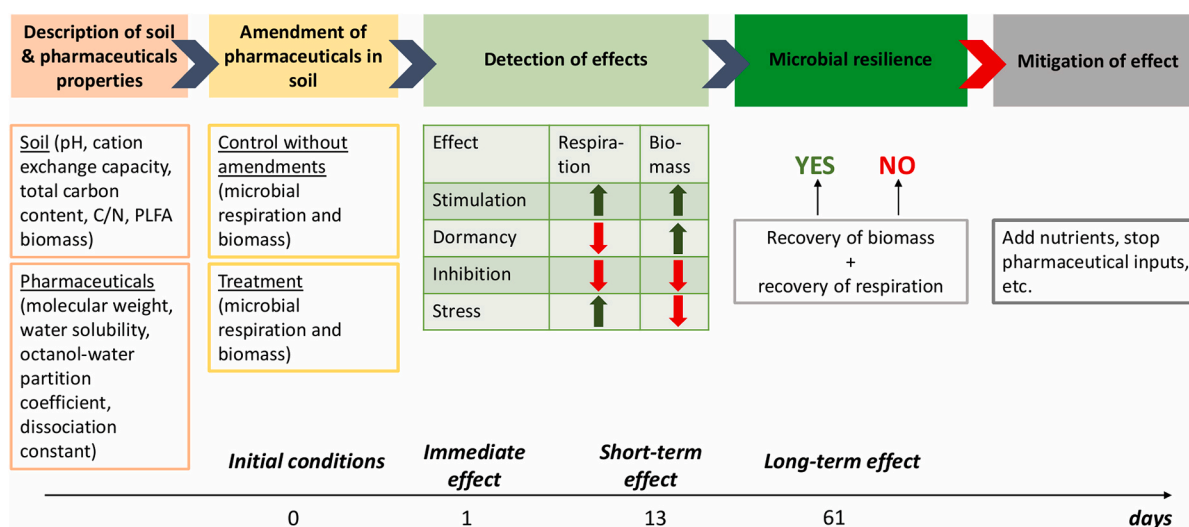 Description of soil
& pharmaceuticals
properties
Amendment of
pharmaceuticals in
soil
Detection of effects
Microbial resilience
Mitigation of effect
Soil (pH, cation
exchange capacity,
total carbon
content, C/N, PLFA
biomass)
Pharmaceuticals
(molecular weight,
water solubility,
octanol-water
partition
coefficient,
dissociation
constant)
Control without
amendments
(microbial
respiration and
biomass)
Treatment
(microbial
respiration and
biomass)
Effect
Respira-
tion
Bio-
mass
Stimulation
Dormancy
Inhibition
Stress
YES
NO
Recovery of biomass
+
recovery of respiration
Add nutrients, stop
pharmaceutical inputs,
etc.
Initial conditions
Immediate
effect
Short-term
effect
Long-term effect
0
1
13
61
days